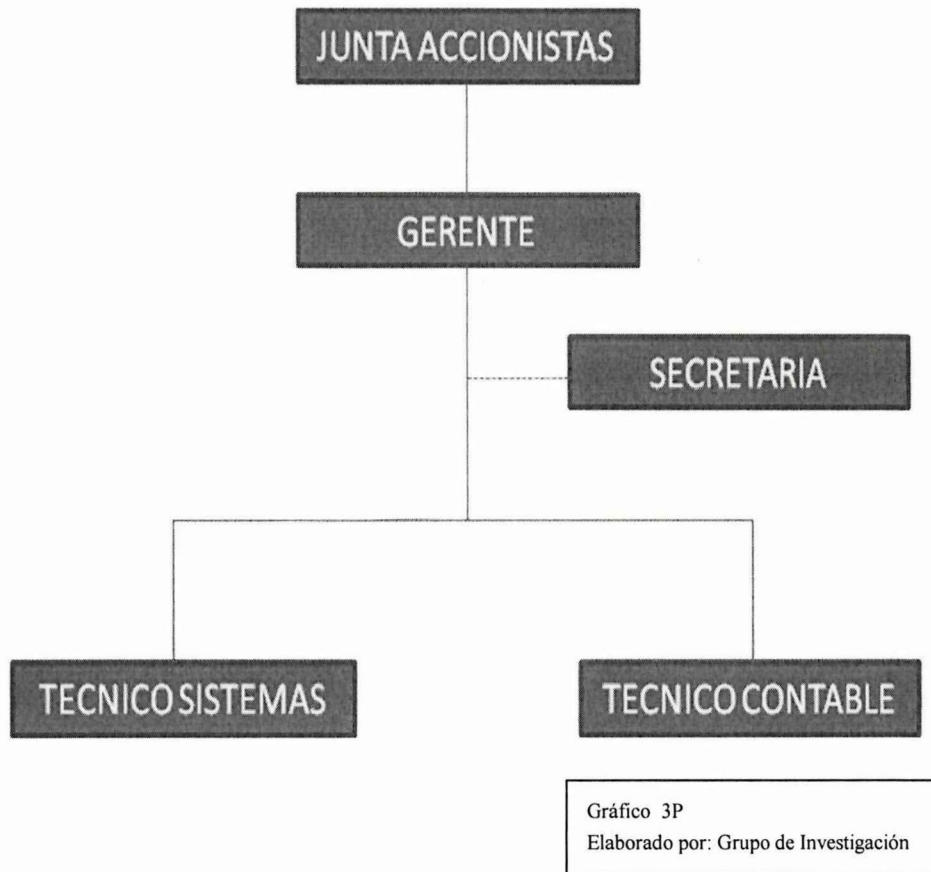 JUNTA ACCIONISTAS
GERENTE
SECRETARIA
TECNICO SISTEMAS
TECNICO CONTABLE
Gráfico 3P
Elaborado por: Grupo de Investigación